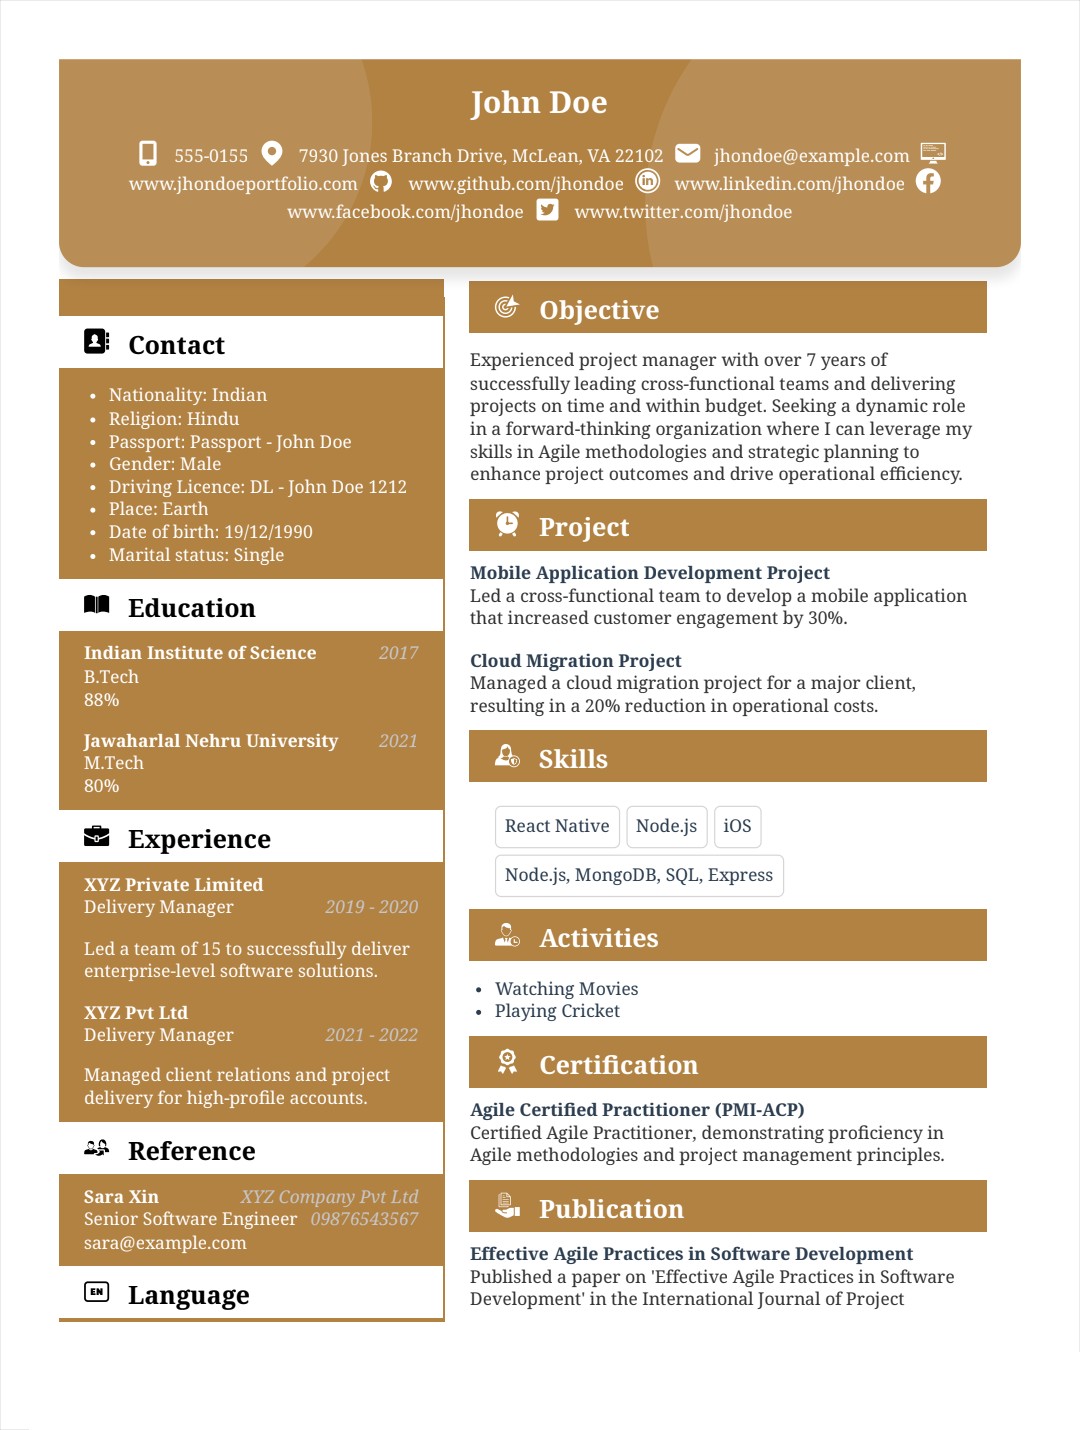 John Doe
555-0155 7930 Jones Branch Drive, McLean, VA 22102 jhondoe@example.com
www.jhondoeportfolio.com www.github.com/jhondoe www.linkedin.com/jhondoe
www.facebook.com/jhondoe www.twitter.com/jhondoe
Contact
• Nationality: Indian
• Religion: Hindu
• Passport: Passport - John Doe
• Gender: Male
• Driving Licence: DL - John Doe 1212
• Place: Earth
• Date of birth: 19/12/1990
• Marital status: Single
Education
Indian Institute of Science 2017
B.Tech
88%
Jawaharlal Nehru University 2021
M.Tech
80%
Experience
XYZ Private Limited
Delivery Manager 2019 - 2020
Led a team of 15 to successfully deliver
enterprise-level software solutions.
XYZ Pvt Ltd
Delivery Manager 2021 - 2022
Managed client relations and project
delivery for high-profile accounts.
Reference
Sara Xin XYZ Company Pvt Ltd
Senior Software Engineer 09876543567
sara@example.com
EN Language
Objective
Experienced project manager with over 7 years of
successfully leading cross-functional teams and delivering
projects on time and within budget. Seeking a dynamic role
in a forward-thinking organization where I can leverage my
skills in Agile methodologies and strategic planning to
enhance project outcomes and drive operational efficiency.
Project
Mobile Application Development Project
Led a cross-functional team to develop a mobile application
that increased customer engagement by 30%.
Cloud Migration Project
Managed a cloud migration project for a major client,
resulting in a 20% reduction in operational costs.
Skills
React Native Node.js iOS
Node.js, MongoDB, SQL, Express
Activities
• Watching Movies
• Playing Cricket
Certification
Agile Certified Practitioner (PMI-ACP)
Certified Agile Practitioner, demonstrating proficiency in
Agile methodologies and project management principles.
Publication
Effective Agile Practices in Software Development
Published a paper on 'Effective Agile Practices in Software
Development' in the International Journal of Project